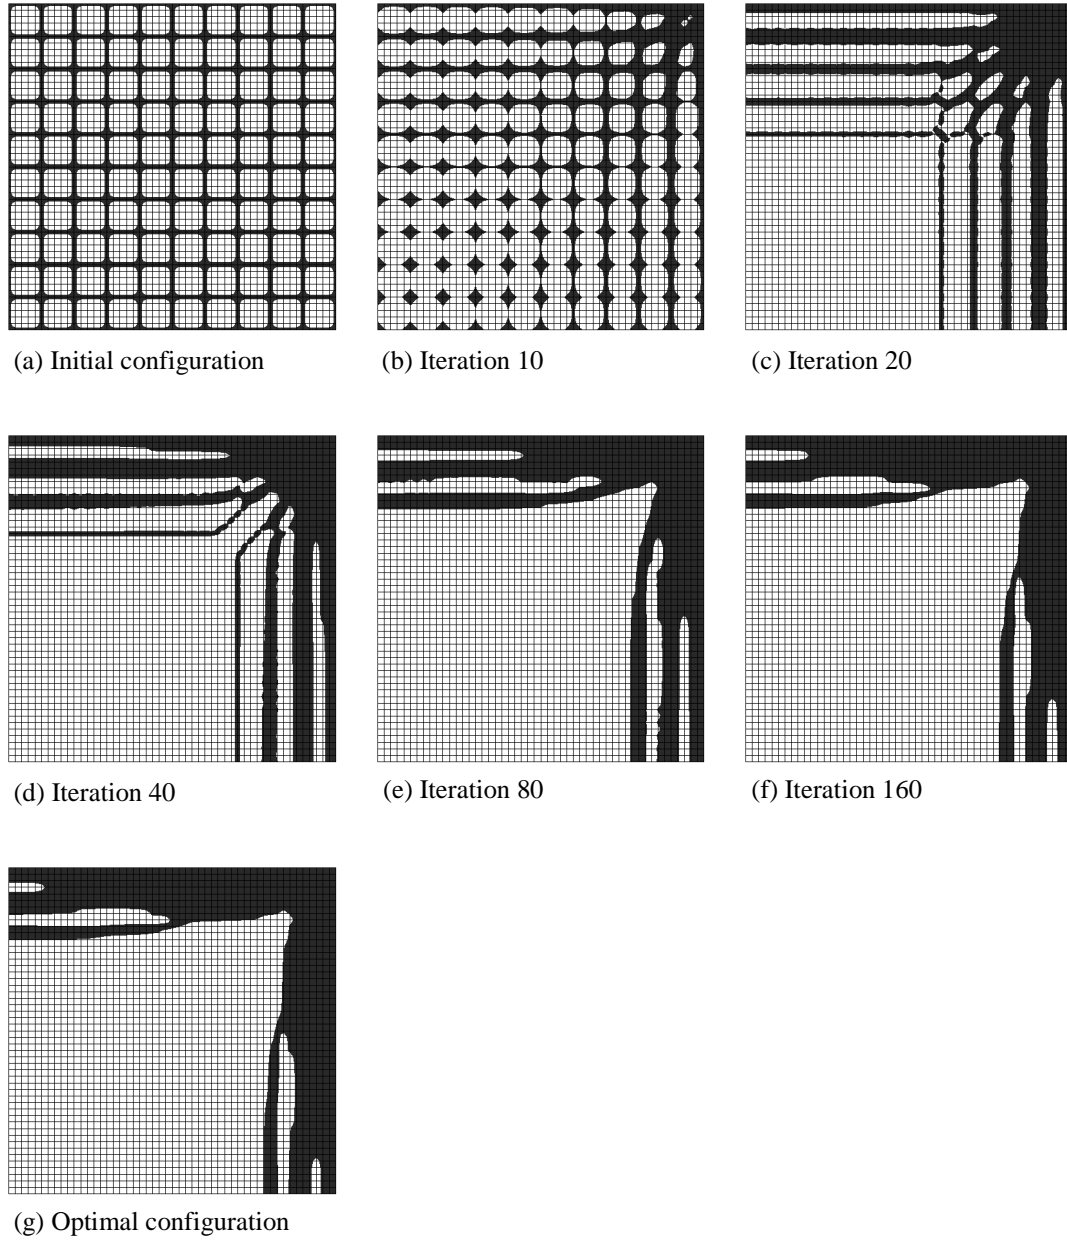 (a) Initial configuration
(b) Iteration 10
(c) Iteration 20
(d) Iteration 40
(e) Iteration 80
(f) Iteration 160
(g) Optimal configuration